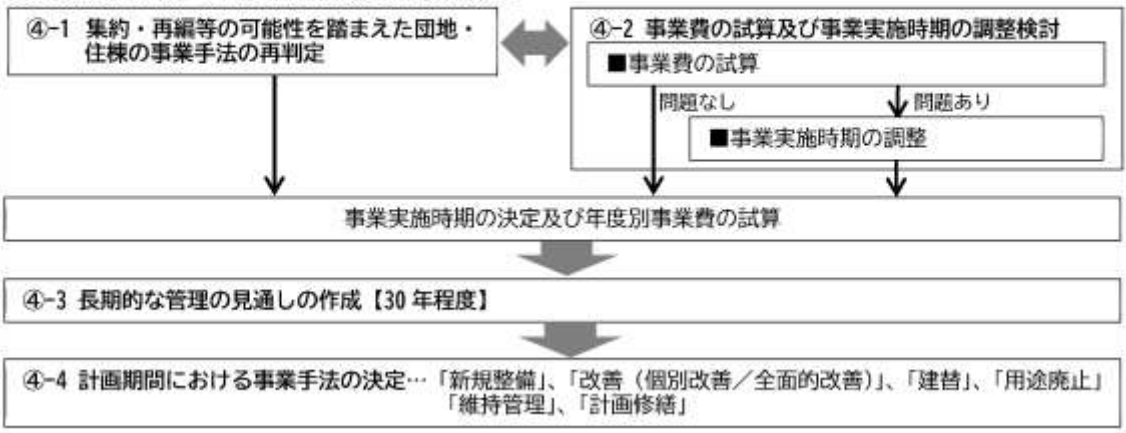 ④-1 集約・再編等の可能性を踏まえた団地・
住棟の事業手法の再判定
④-2 事業費の試算及び事業実施時期の調整検討
■事業費の試算
問題なし
問題あり
■事業実施時期の調整
事業実施時期の決定及び年度別事業費の試算
④-3 長期的な管理の見通しの作成【30 年程度】
④-4 計画期間における事業手法の決定…「新規整備」、「改善（個別改善／全面的改善）」、「建替」、「用途廃止」
「維持管理」、「計画修繕」